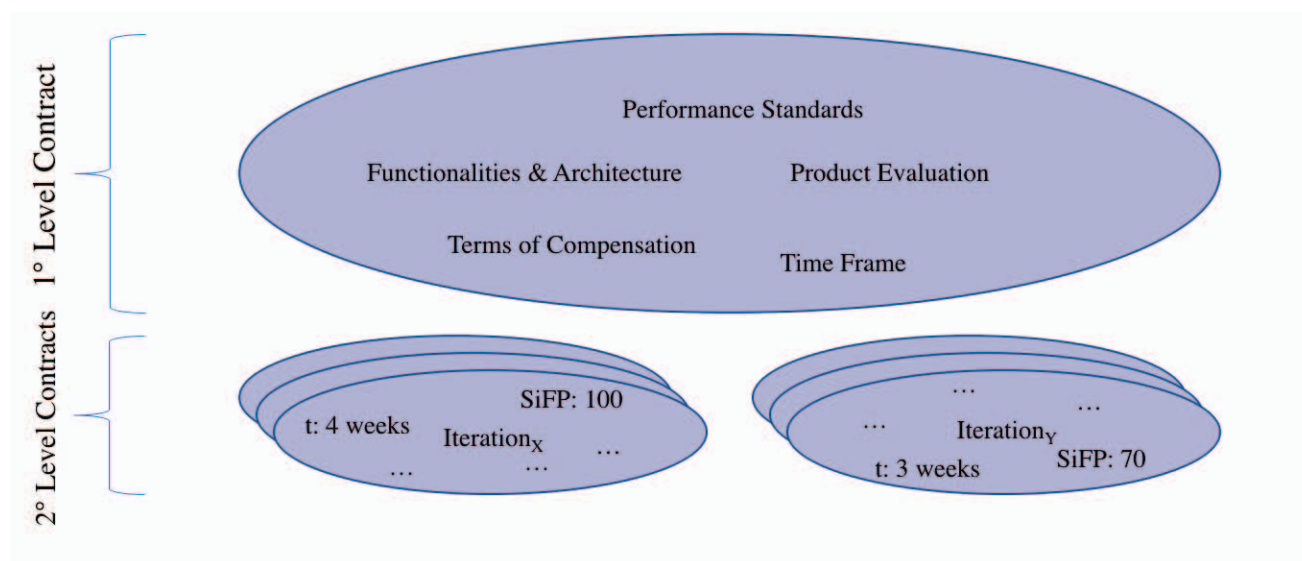 1° Level Contract
Performance Standards
Functionalities & Architecture
Product Evaluation
Terms of Compensation
Time Frame
2° Level Contracts
SiFP: 100
t: 4 weeks
IterationX
…
…
…
…
…
…
IterationY
t: 3 weeks
SiFP: 70